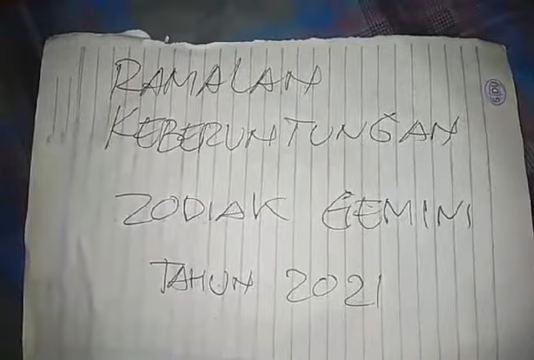 RAMALAN
KEBERUNTUNGAN
ZODIAK GEMINI
TAHUN 2021